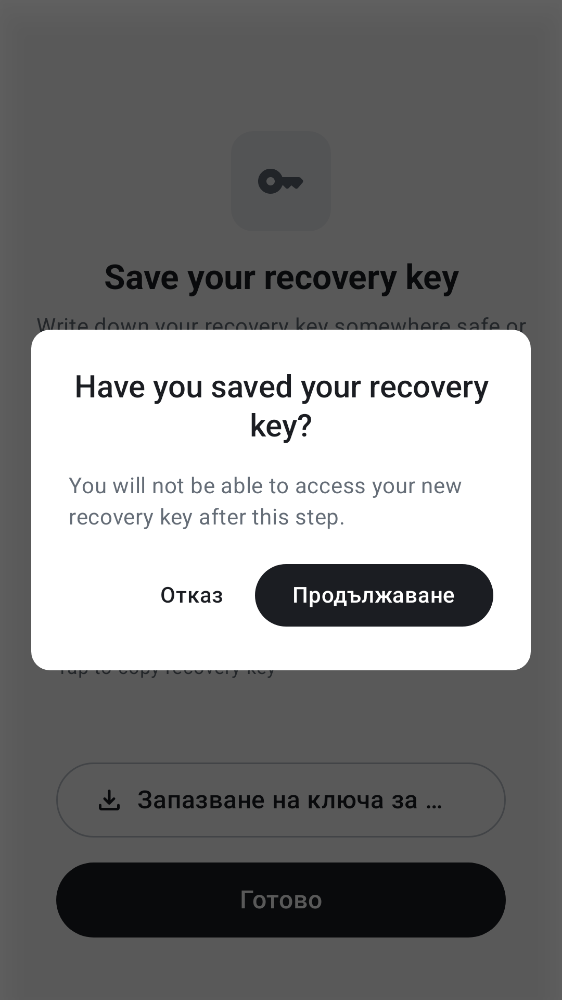 Save your recovery key
Write down your recovery key somewhere safe or
Have you saved your recovery
key?
You will not be able to access your new
recovery key after this step.
Отказ
Продължаване
Tap to copy recovery key
Запазване на ключа за ...
Готово